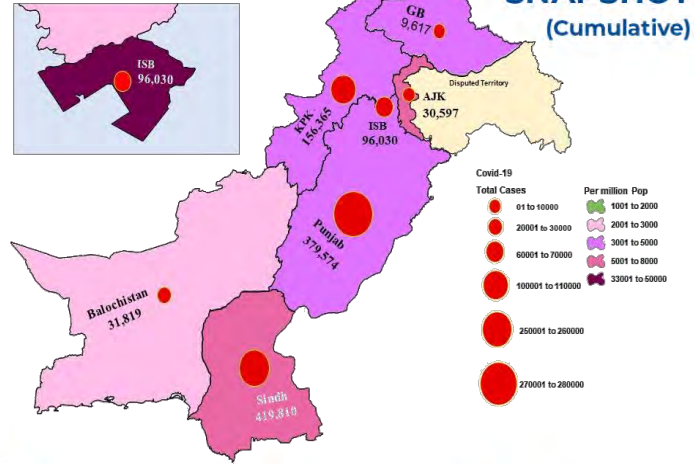 SNAPSHOT
(Cumulative)
GB
9,617
ISB
96,030
Disputed Territory
AJK
30,597
KPK
156,365
ISB
96,030
Punjab
379,574
Balochistan
31,819
Sindh
419,810
Covid-19
Total Cases
01 to 10000
20001 to 30000
60001 to 70000
100001 to 110000
250001 to 260000
270001 to 280000
Per million Pop
1001 to 2000
2001 to 3000
3001 to 5000
5001 to 8000
33001 to 50000